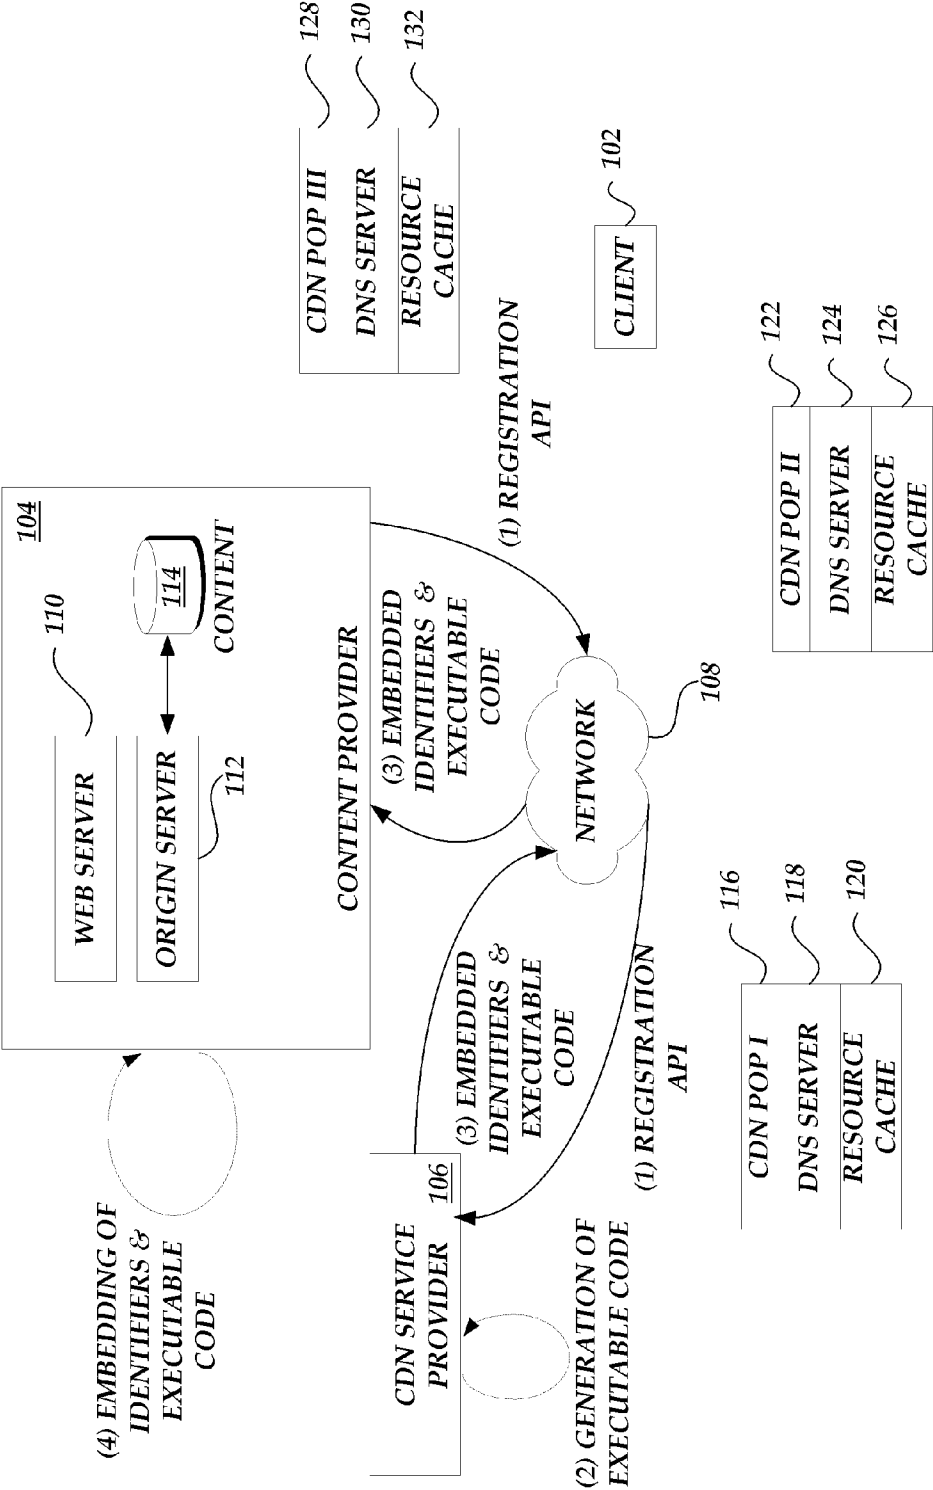 (4) EMBEDDING OF
IDENTIFIERS &
EXECUTABLE
CODE
104
WEB SERVER
110
ORIGIN SERVER
112
114
CONTENT
CONTENT PROVIDER
CDN SERVICE
PROVIDER
106
(2) GENERATION OF
EXECUTABLE CODE
(3) EMBEDDED
IDENTIFIERS &
EXECUTABLE
CODE
(3) EMBEDDED
IDENTIFIERS &
EXECUTABLE
CODE
(1) REGISTRATION
API
(1) REGISTRATION
API
NETWORK
108
CDN POP III
128
DNS SERVER
130
RESOURCE
CACHE
132
CLIENT
102
CDN POP I
116
DNS SERVER
118
RESOURCE
CACHE
120
CDN POP II
122
DNS SERVER
124
RESOURCE
CACHE
126